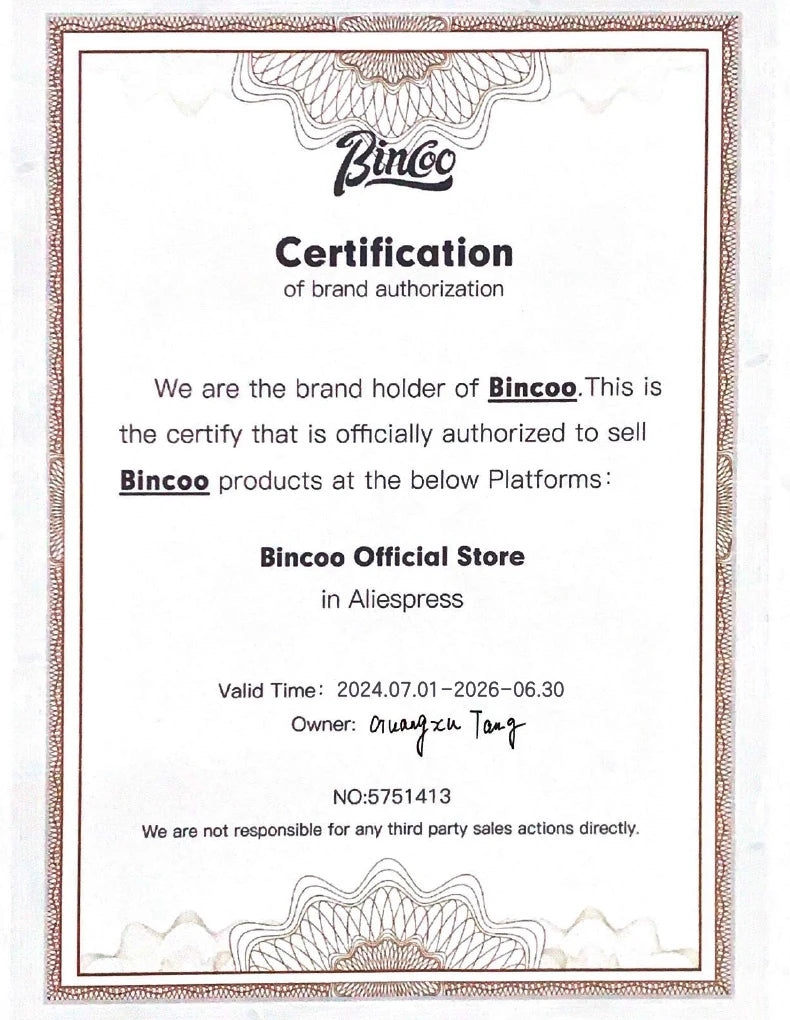 Bincoo
Certification
of brand authorization
We are the brand holder of Bincoo.This is
the certify that is officially authorized to sell
Bincoo products at the below Platforms:
Bincoo Official Store
in Aliespress
Valid Time: 2024.07.01-2026-06.30
Owner: Guangxu Tang
NO:5751413
We are not responsible for any third party sales actions directly.